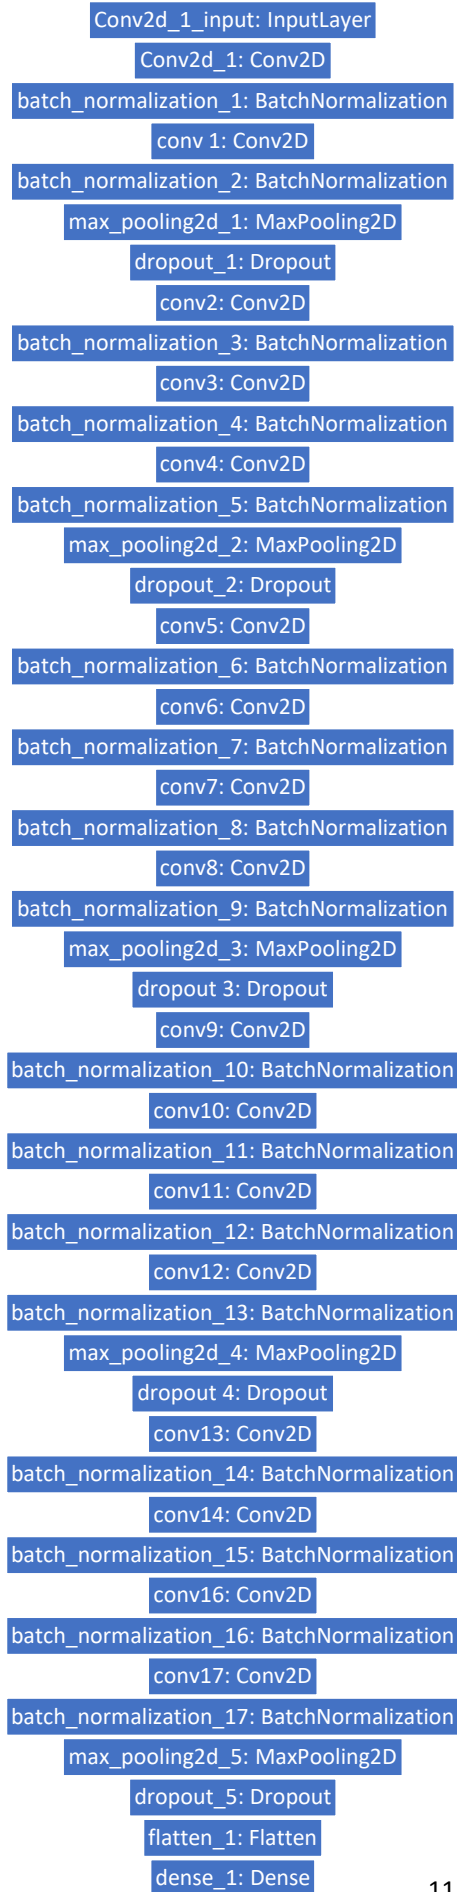 Conv2d_1_input: InputLayer
Conv2d_1: Conv2D
batch_normalization_1: BatchNormalization
conv 1: Conv2D
batch_normalization_2: BatchNormalization
max_pooling2d_1: MaxPooling2D
dropout_1: Dropout
conv2: Conv2D
batch_normalization_3: BatchNormalization
conv3: Conv2D
batch_normalization_4: BatchNormalization
conv4: Conv2D
batch_normalization_5: BatchNormalization
max_pooling2d_2: MaxPooling2D
dropout_2: Dropout
conv5: Conv2D
batch_normalization_6: BatchNormalization
conv6: Conv2D
batch_normalization_7: BatchNormalization
conv7: Conv2D
batch_normalization_8: BatchNormalization
conv8: Conv2D
batch_normalization_9: BatchNormalization
max_pooling2d_3: MaxPooling2D
dropout 3: Dropout
conv9: Conv2D
batch_normalization_10: BatchNormalization
conv10: Conv2D
batch_normalization_11: BatchNormalization
conv11: Conv2D
batch_normalization_12: BatchNormalization
conv12: Conv2D
batch_normalization_13: BatchNormalization
max_pooling2d_4: MaxPooling2D
dropout 4: Dropout
conv13: Conv2D
batch_normalization_14: BatchNormalization
conv14: Conv2D
batch_normalization_15: BatchNormalization
conv16: Conv2D
batch_normalization_16: BatchNormalization
conv17: Conv2D
batch_normalization_17: BatchNormalization
max_pooling2d_5: MaxPooling2D
dropout_5: Dropout
flatten_1: Flatten
dense_1: Dense
11